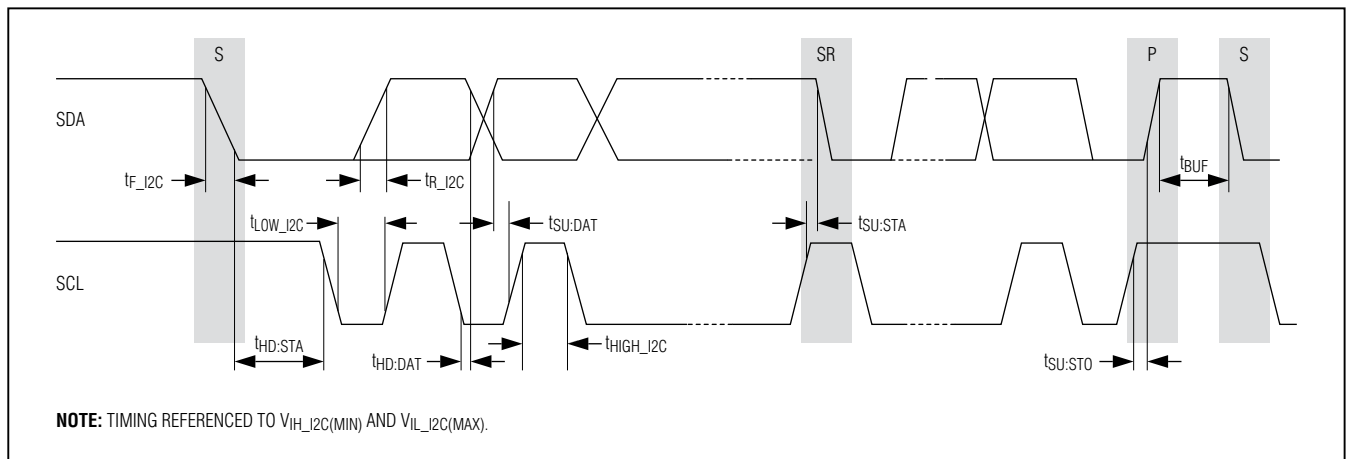 S SR P S
SDA
tBUF
tF_I2C tR_I2C
tLOW_I2C tSU:DAT tSU:STA
SCL
tHD:STA tHD:DAT tHIGH_I2C tSU:STO
NOTE: TIMING REFERENCED TO VIH_I2C(MIN) AND VIL_I2C(MAX).